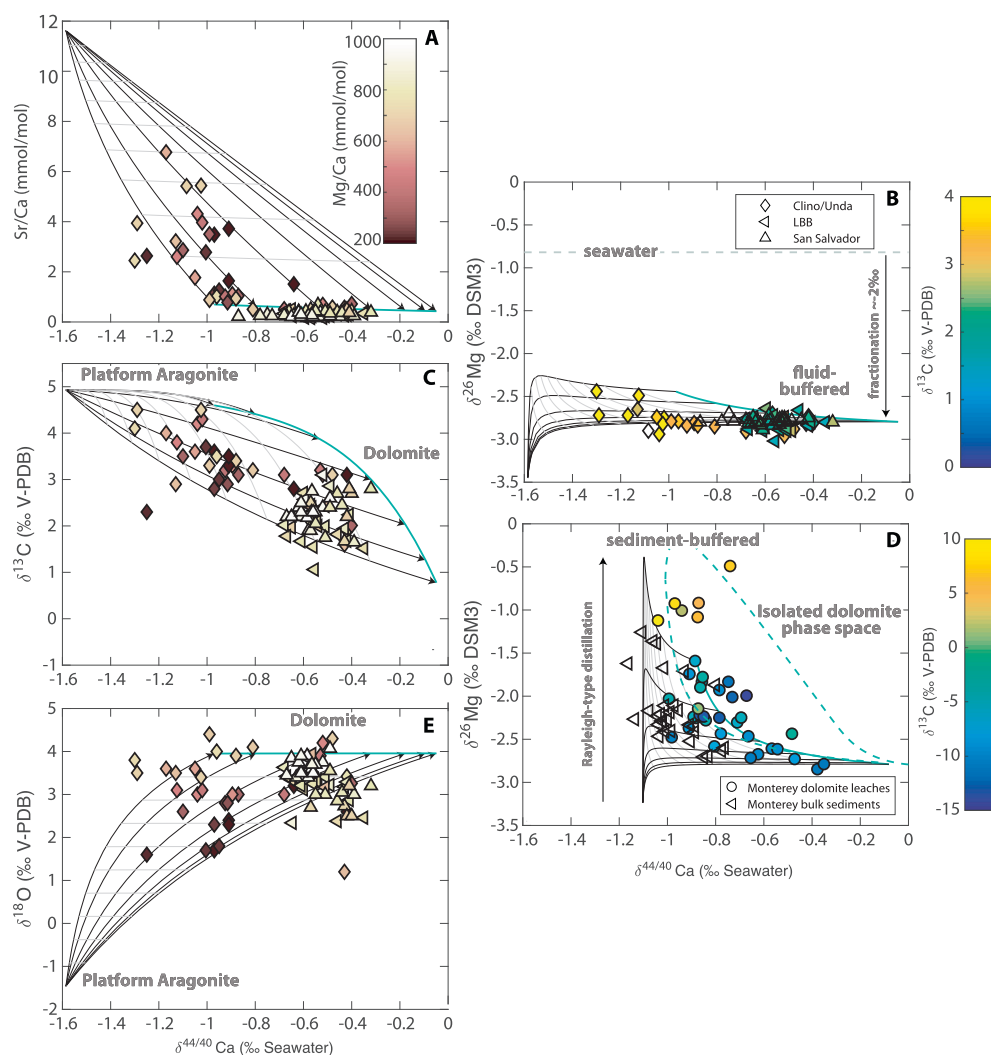 A
Sr/Ca (mmol/mol)
12
10
8
6
4
2
0
-1.6 -1.4 -1.2 -1 -0.8 -0.6 -0.4 -0.2 0
Mg/Ca (mmol/mol)
1000
800
600
400
200
B
δ26Mg (‰ DSM3)
0
-0.5
-1.0
-1.5
-2.0
-2.5
-3.0
-3.5
-1.6 -1.4 -1.2 -1 -0.8 -0.6 -0.4 -0.2 0
Clino/Unda
LBB
San Salvador
seawater
fractionation ~-2‰
fluid-
buffered
δ13C (‰ V-PDB)
4
3
2
1
0
C
Platform Aragonite
Dolomite
δ13C (‰ V-PDB)
5
4
3
2
1
0
-1
-1.6 -1.4 -1.2 -1 -0.8 -0.6 -0.4 -0.2 0
D
sediment-buffered
Isolated dolomite
phase space
Rayleigh-type distillation
δ26Mg (‰ DSM3)
0
-0.5
-1.0
-1.5
-2.0
-2.5
-3.0
-3.5
Monterey dolomite leaches
Monterey bulk sediments
-1.6 -1.4 -1.2 -1 -0.8 -0.6 -0.4 -0.2 0
δ44/40 Ca (‰ Seawater)
δ13C (‰ V-PDB)
10
5
0
-5
-10
-15
E
Dolomite
Platform Aragonite
δ18O (‰ V-PDB)
5
4
3
2
1
0
-1
-2
-1.6 -1.4 -1.2 -1 -0.8 -0.6 -0.4 -0.2 0
δ44/40 Ca (‰ Seawater)